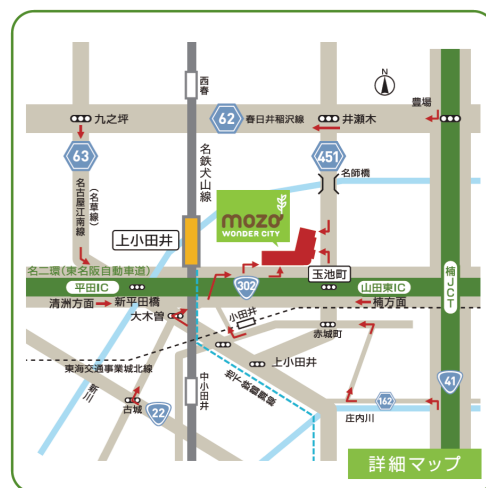 西春
N
豊場
九之坪
62
春日井稲沢線
井瀬木
63
名鉄犬山線
451
名古屋江南線
(名草線)
名師橋
mozo
WONDER CITY
上小田井
名二環(東名阪自動車道)
玉池町
楠JCT
平田IC
302
山田東IC
清洲方面
新平田橋
楠方面
大木曽
小田井
赤城町
東海交通事業城北線
上小田井
新川
中小田井
地下鉄鶴舞線
41
古城
22
162
庄内川
詳細マップ